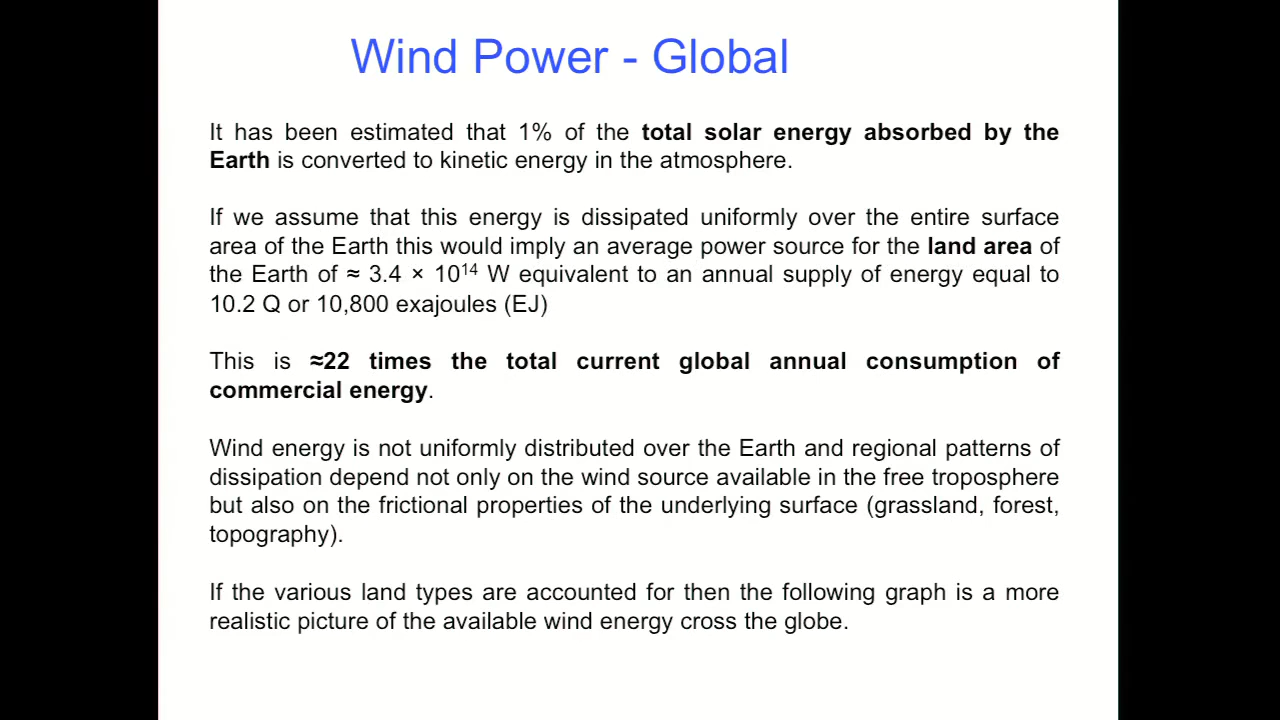 Wind Power - Global
It has been estimated that 1% of the total solar energy absorbed by the
Earth is converted to kinetic energy in the atmosphere.
If we assume that this energy is dissipated uniformly over the entire surface
area of the Earth this would imply an average power source for the land area of
the Earth of ≈ 3.4 × 10¹⁴ W equivalent to an annual supply of energy equal to
10.2 Q or 10,800 exajoules (EJ)
This is ≈22 times the total current global annual consumption of
commercial energy.
Wind energy is not uniformly distributed over the Earth and regional patterns of
dissipation depend not only on the wind source available in the free troposphere
but also on the frictional properties of the underlying surface (grassland, forest,
topography).
If the various land types are accounted for then the following graph is a more
realistic picture of the available wind energy cross the globe.